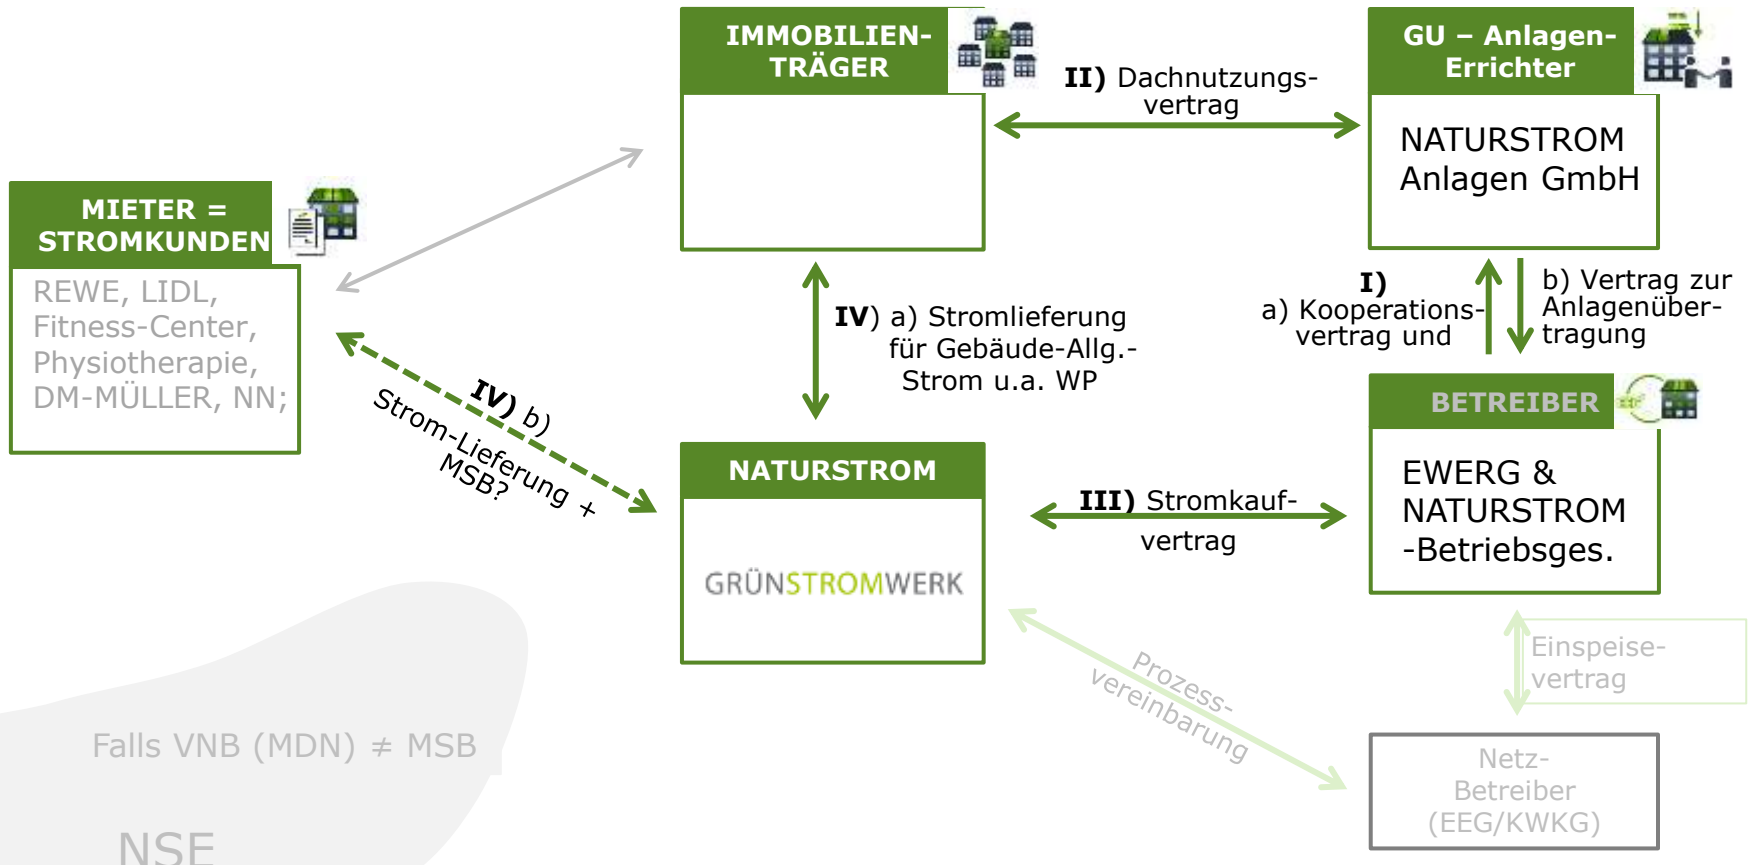 IMMOBILIEN-
TRÄGER
II) Dachnutzungs-
vertrag
GU – Anlagen-
Errichter
NATURSTROM
Anlagen GmbH
MIETER =
STROMKUNDEN
REWE, LIDL,
Fitness-Center,
Physiotherapie,
DM-MÜLLER, NN;
IV) a) Stromlieferung
für Gebäude-Allg.-
Strom u.a. WP
I)
a) Kooperations-
vertrag und
b) Vertrag zur
Anlagenüber-
tragung
IV) b)
Strom-Lieferung +
MSB?
NATURSTROM
GRÜNSTROMWERK
III) Stromkauf-
vertrag
BETREIBER
EWERG &
NATURSTROM
-Betriebsges.
Prozess-
vereinbarung
Einspeise-
vertrag
Netz-
Betreiber
(EEG/KWKG)
Falls VNB (MDN) ≠ MSB
NSE